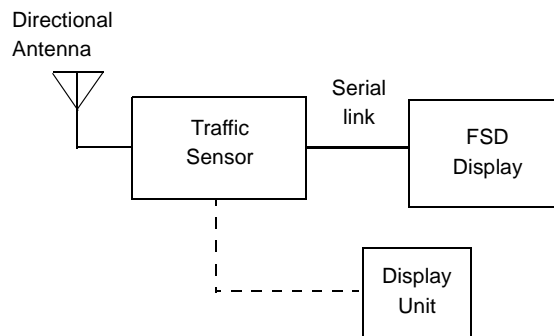 Directional
Antenna
Traffic
Sensor
Serial
link
FSD
Display
Display
Unit